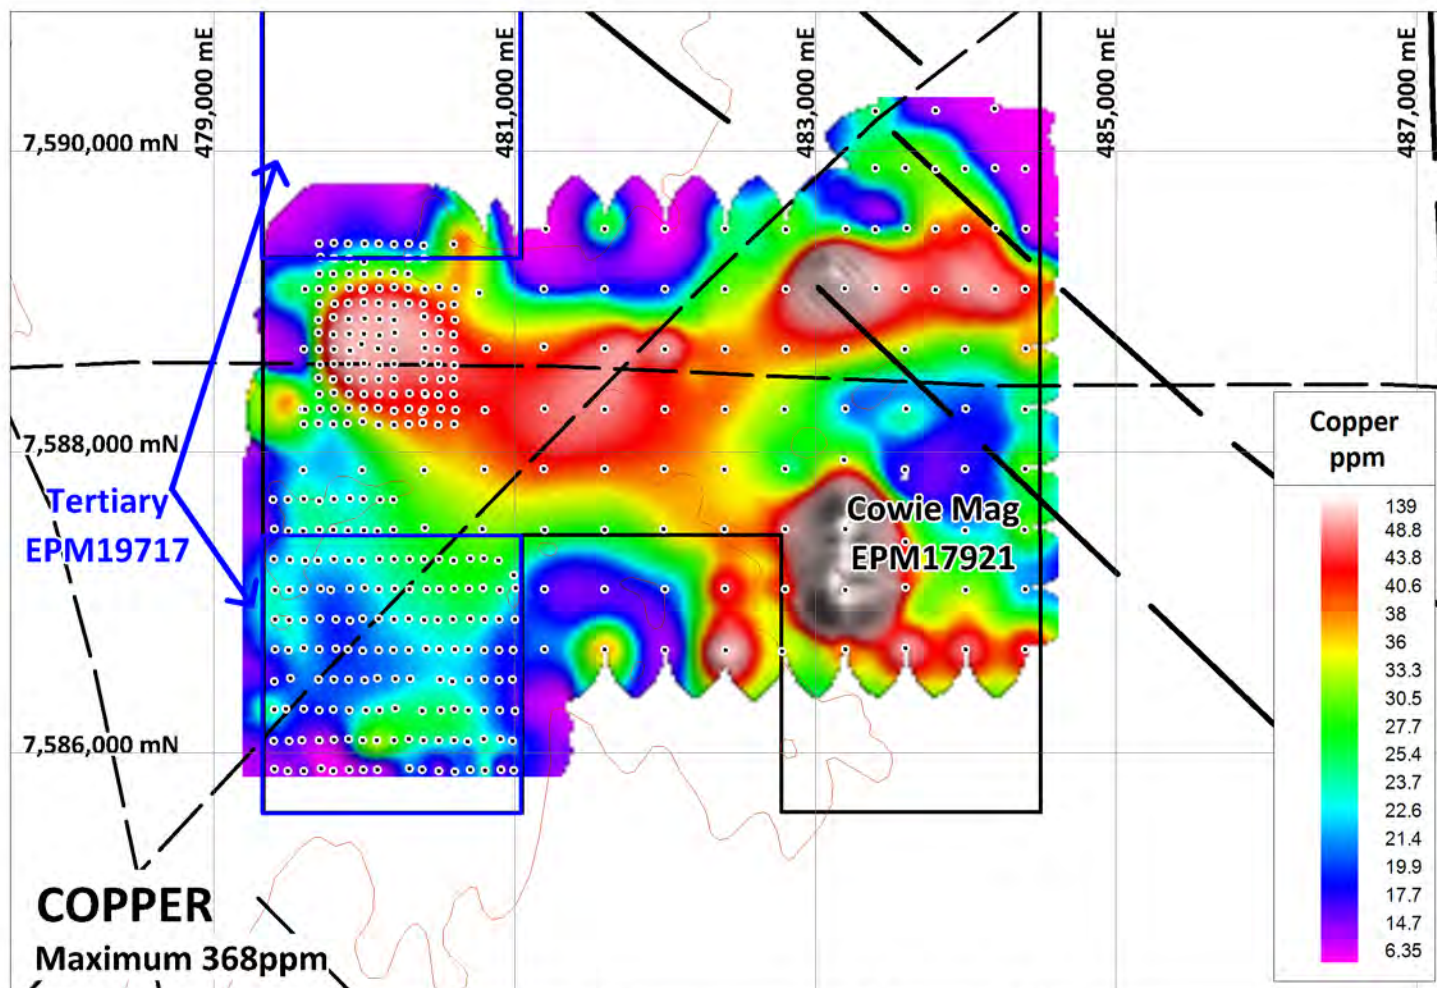 479,000 mE
481,000 mE
483,000 mE
485,000 mE
487,000 mE
7,590,000 mN
7,588,000 mN
7,586,000 mN
Tertiary
EPM19717
Cowie Mag
EPM17921
COPPER
Maximum 368ppm
Copper
ppm
139
48.8
43.8
40.6
38
36
33.3
30.5
27.7
25.4
23.7
22.6
21.4
19.9
17.7
14.7
6.35